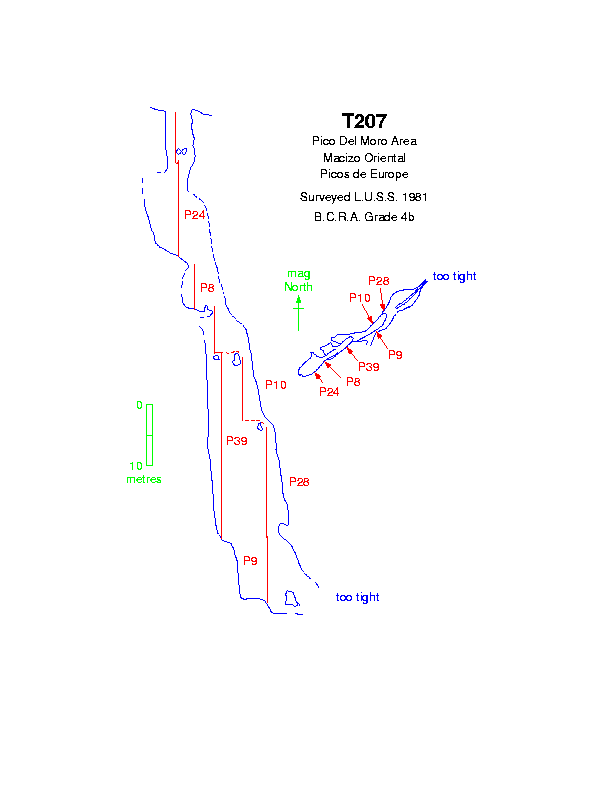 T207
Pico Del Moro Area
Macizo Oriental
Picos de Europe
Surveyed L.U.S.S. 1981
B.C.R.A. Grade 4b
P24
P8
mag
North
P28
too tight
P10
P9
P39
P8
P24
P10
0
10
metres
P39
P28
P9
too tight